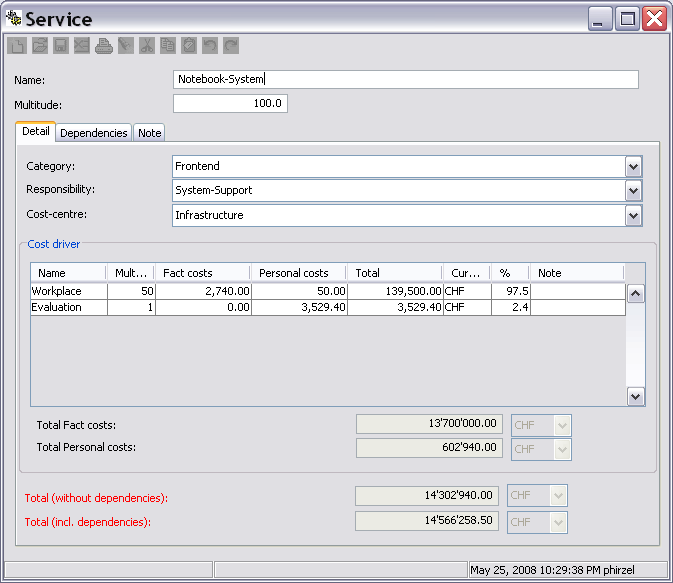 Service
Name: Notebook-System
Multitude: 100.0
Detail Dependencies Note
Category: Frontend
Responsibility: System-Support
Cost-centre: Infrastructure
Cost driver
Name Mult... Fact costs Personal costs Total Cur... % Note
Workplace 50 2,740.00 50.00 139,500.00 CHF 97.5
Evaluation 1 0.00 3,529.40 3,529.40 CHF 2.4
Total Fact costs: 13'700'000.00 CHF
Total Personal costs: 602'940.00 CHF
Total (without dependencies): 14'302'940.00 CHF
Total (incl. dependencies): 14'566'258.50 CHF
May 25, 2008 10:29:38 PM phirzel